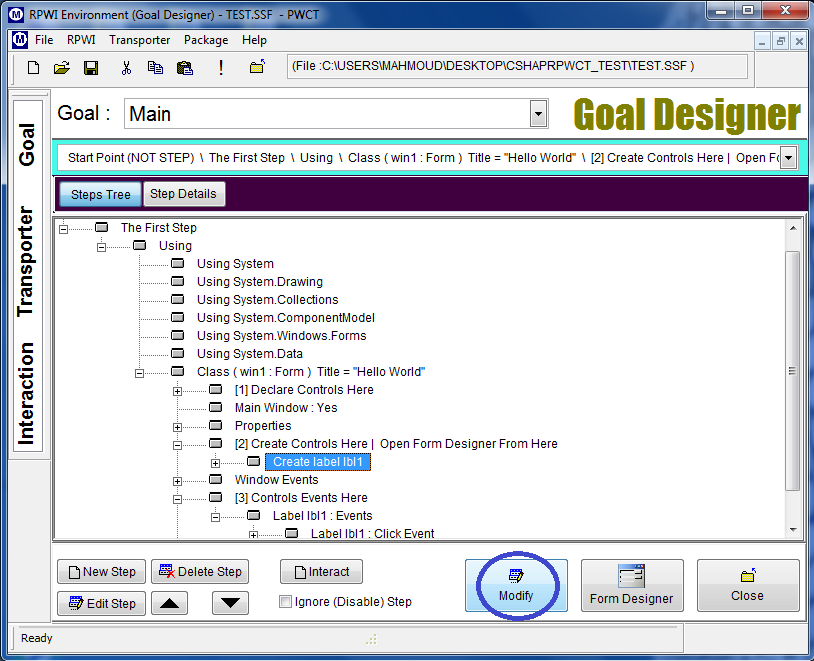 RPWI Environment (Goal Designer) - TEST.SSF - PWCT
File RPWI Transporter Package Help
(File :C:\USERS\MAHMOUD\DESKTOP\CSHAPRPWCT_TEST\TEST.SSF )
Goal : Main Goal Designer
Start Point (NOT STEP) \ The First Step \ Using \ Class ( win1 : Form ) Title = "Hello World" \ [2] Create Controls Here | Open Fo
Steps Tree Step Details
Goal
Transporter
Interaction
The First Step
Using
Using System
Using System.Drawing
Using System.Collections
Using System.ComponentModel
Using System.Windows.Forms
Using System.Data
Class ( win1 : Form ) Title = "Hello World"
[1] Declare Controls Here
Main Window : Yes
Properties
[2] Create Controls Here | Open Form Designer From Here
Create label lbl1
Window Events
[3] Controls Events Here
Label lbl1 : Events
Label lbl1 : Click Event
New Step Delete Step Interact
Edit Step Ignore (Disable) Step
Modify Form Designer Close
Ready